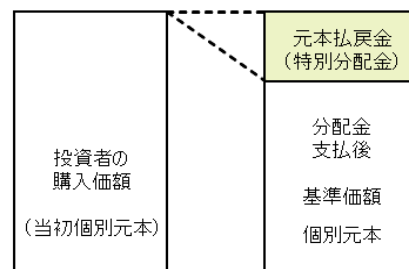 投資者の
購入価額
(当初個別元本)
元本払戻金
(特別分配金)
分配金
支払後
基準価額
個別元本